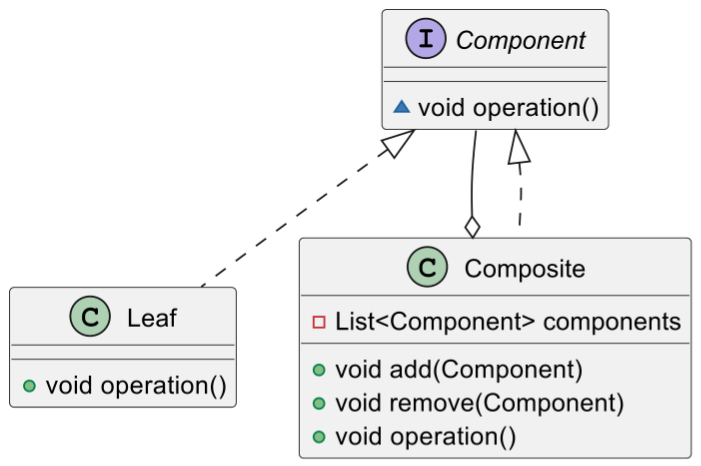 I Component
void operation()
C Leaf
void operation()
C Composite
List<Component> components
void add(Component)
void remove(Component)
void operation()